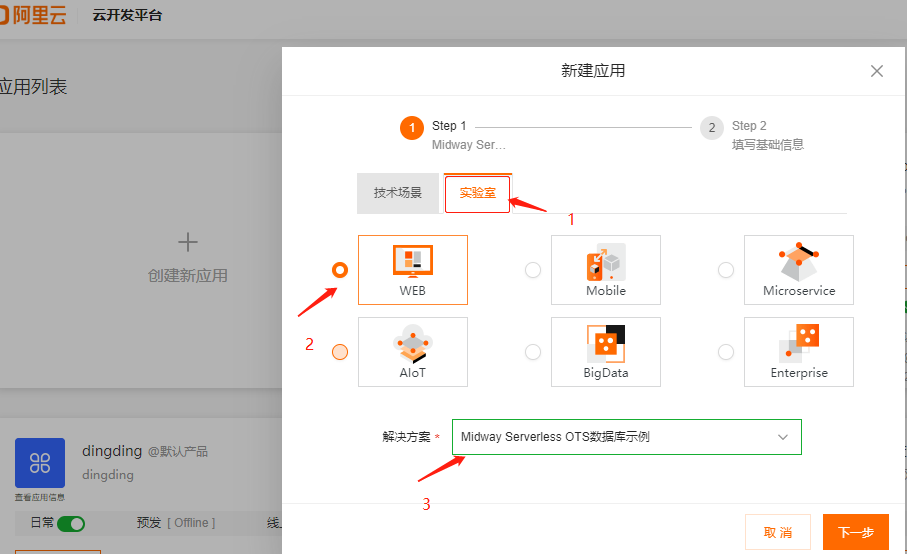 阿里云 云开发平台
应用列表
创建新应用
dingding @默认产品
dingding
查看应用信息
日常 预发 [ Offline ]
新建应用
1 Step 1
Midway Ser...
2 Step 2
填写基础信息
技术场景 实验室
1
WEB Mobile Microservice
2
AIoT BigData Enterprise
解决方案 * Midway Serverless OTS数据库示例
3
取 消 下一步